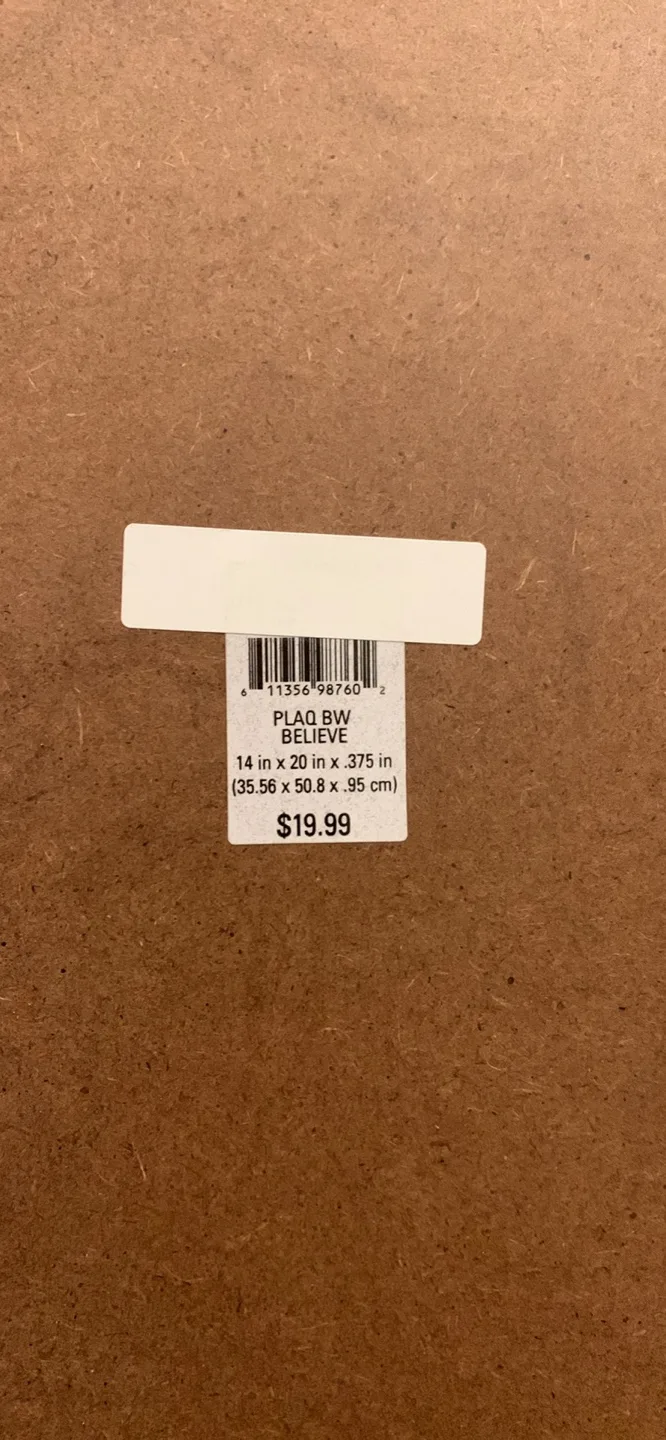 6 11356 98760 2
PLAQ BW
BELIEVE
14 in x 20 in x .375 in
(35.56 x 50.8 x .95 cm)
$19.99